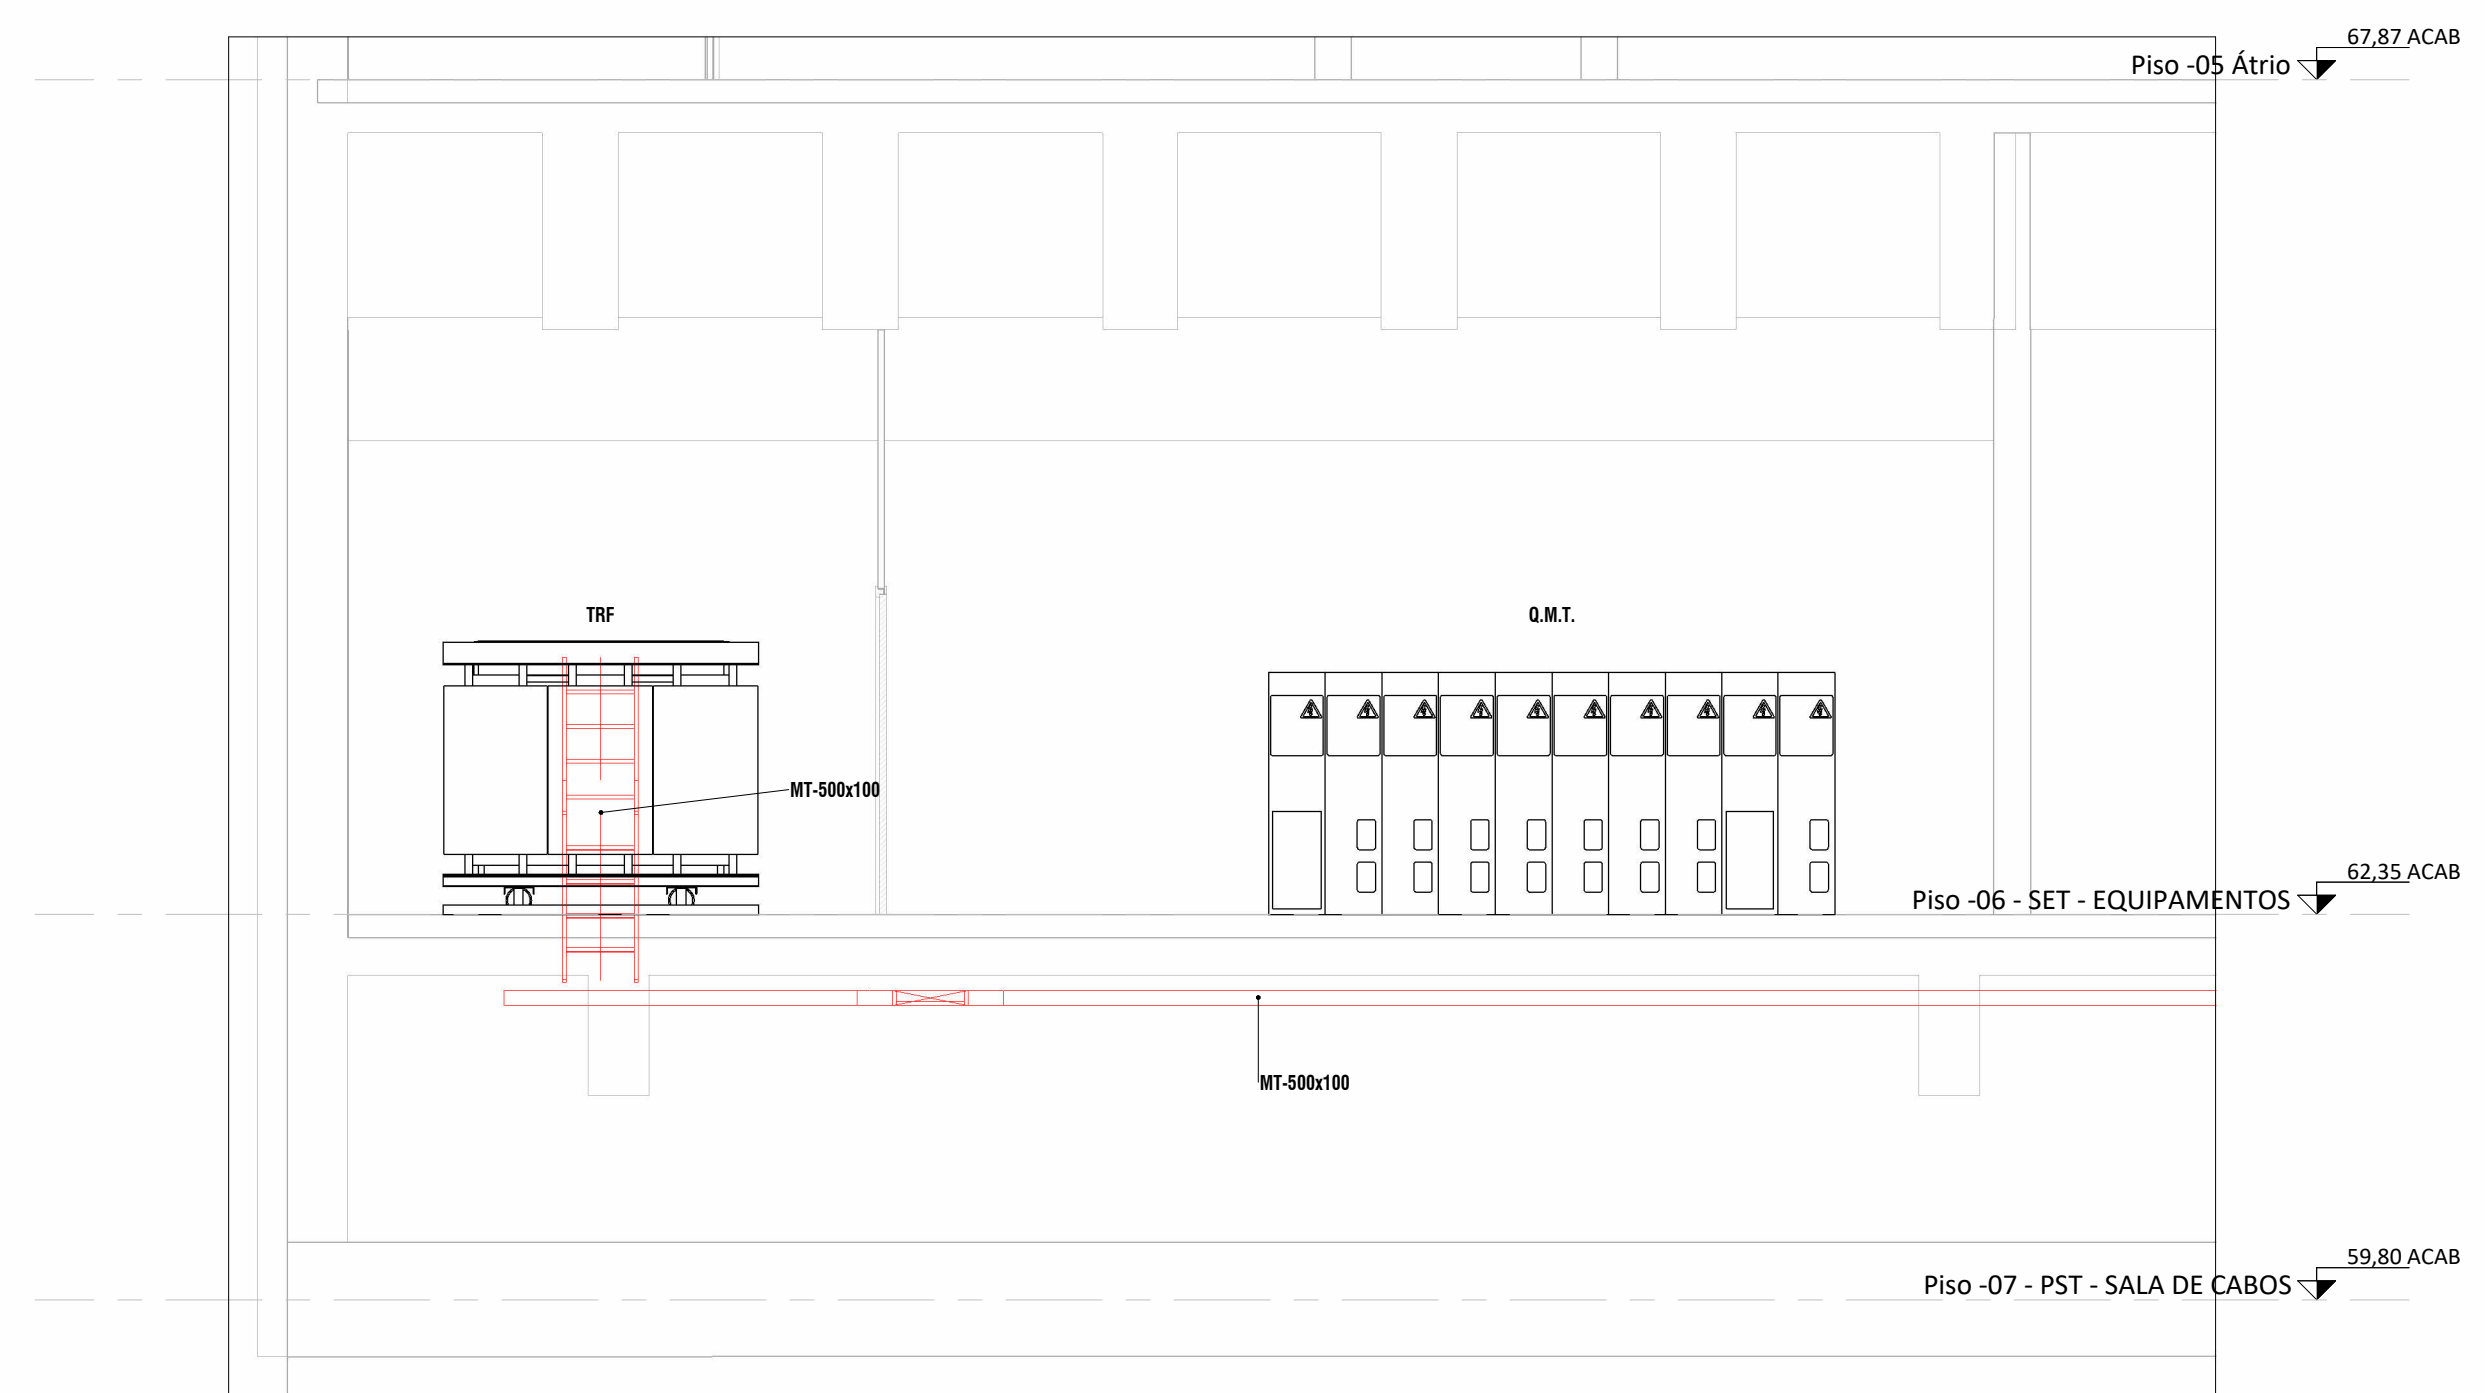 67,87 ACAB
Piso -05 Átrio
TRF
Q.M.T.
MT-500x100
62,35 ACAB
Piso -06 - SET - EQUIPAMENTOS
MT-500x100
59,80 ACAB
Piso -07 - PST - SALA DE CABOS